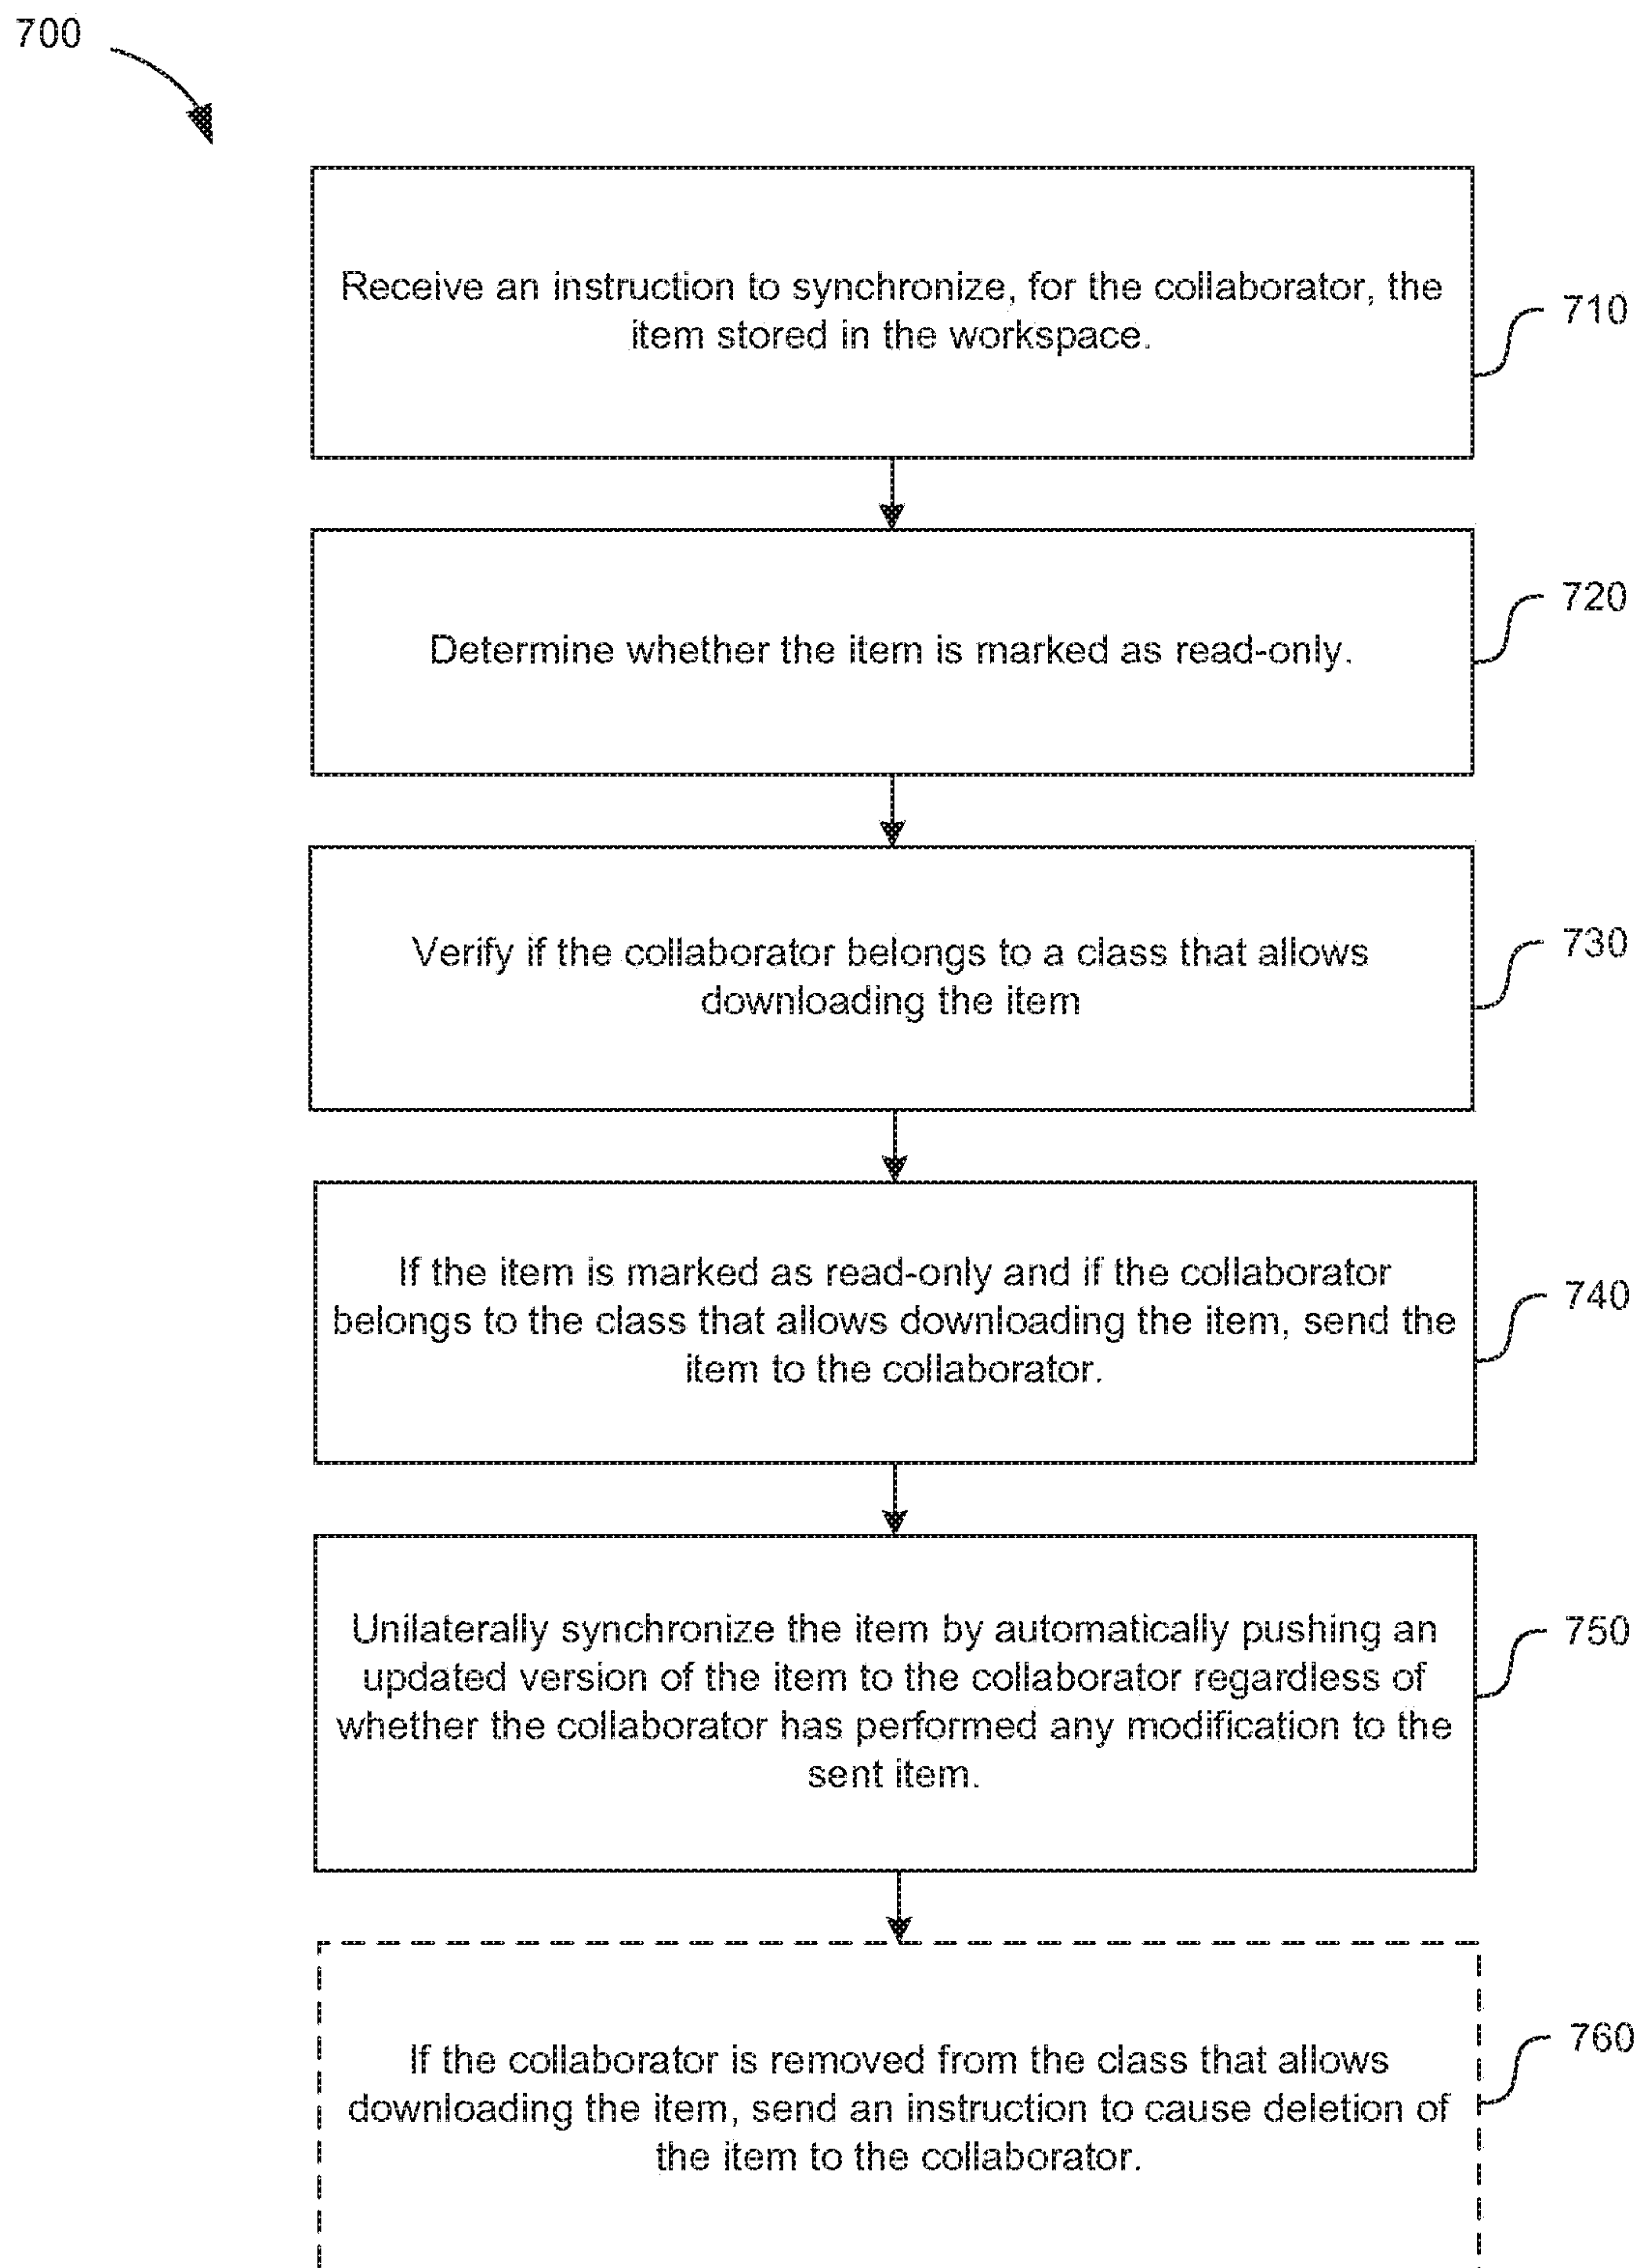 700
Receive an instruction to synchronize, for the collaborator, the
item stored in the workspace.
710
Determine whether the item is marked as read-only.
720
Verify if the collaborator belongs to a class that allows
downloading the item
730
If the item is marked as read-only and if the collaborator
belongs to the class that allows downloading the item, send the
item to the collaborator.
740
Unilaterally synchronize the item by automatically pushing an
updated version of the item to the collaborator regardless of
whether the collaborator has performed any modification to the
sent item.
750
If the collaborator is removed from the class that allows
downloading the item, send an instruction to cause deletion of
the item to the collaborator.
760